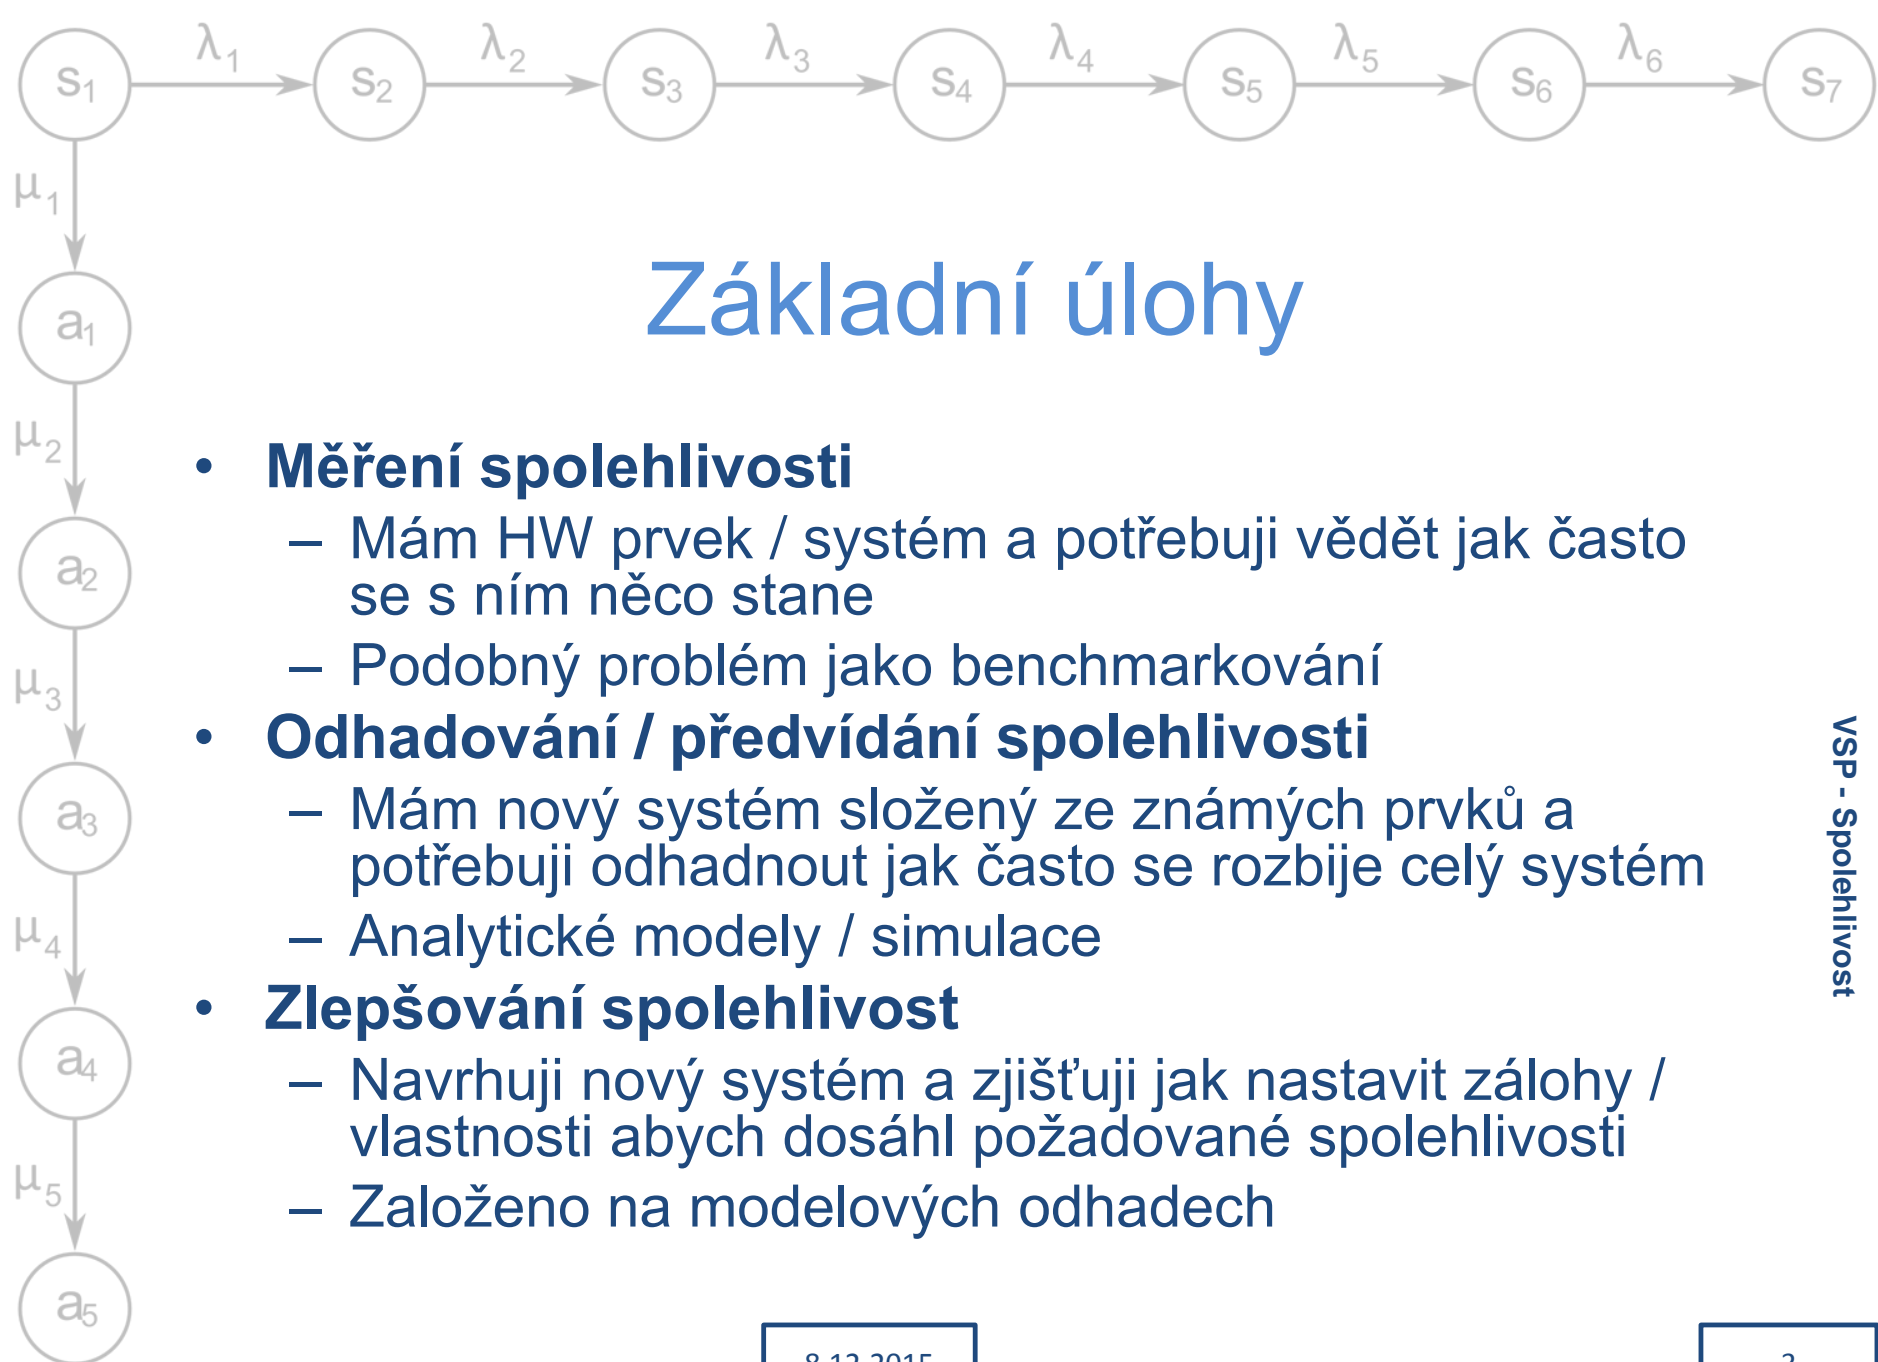 s1 λ1 s2 λ2 s3 λ3 s4 λ4 s5 λ5 s6 λ6 s7
μ1
a1
μ2
a2
μ3
a3
μ4
a4
μ5
a5
Základní úlohy
• Měření spolehlivosti
– Mám HW prvek / systém a potřebuji vědět jak často
se s ním něco stane
– Podobný problém jako benchmarkování
• Odhadování / předvídání spolehlivosti
– Mám nový systém složený ze známých prvků a
potřebuji odhadnout jak často se rozbije celý systém
– Analytické modely / simulace
• Zlepšování spolehlivost
– Navrhuji nový systém a zjišťuji jak nastavit zálohy /
vlastnosti abych dosáhl požadované spolehlivosti
– Založeno na modelových odhadech
VSP - Spolehlivost
8.12.2015